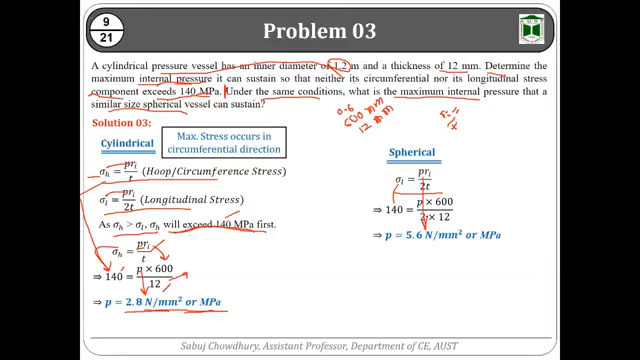 9
21
Problem 03
A cylindrical pressure vessel has an inner diameter of 1.2 m and a thickness of 12 mm. Determine the
maximum internal pressure it can sustain so that neither its circumferential nor its longitudinal stress
component exceeds 140 MPa. Under the same conditions, what is the maximum internal pressure that a
similar size spherical vessel can sustain?
0.6
600 mm
12 mm
Solution 03:
Cylindrical
Max. Stress occurs in
circumferential direction
σh = pri/t (Hoop/Circumference Stress)
σl = pri/2t (Longitudinal Stress)
As σh > σl, σh will exceed 140 MPa first.
σh = pri/t
⇒ 140 = p × 600/12
⇒ p = 2.8 N/mm² or MPa
Spherical
σl = pri/2t
⇒ 140 = p × 600/2 × 12
⇒ p = 5.6 N/mm² or MPa
Sabuj Chowdhury, Assistant Professor, Department of CE, AUST